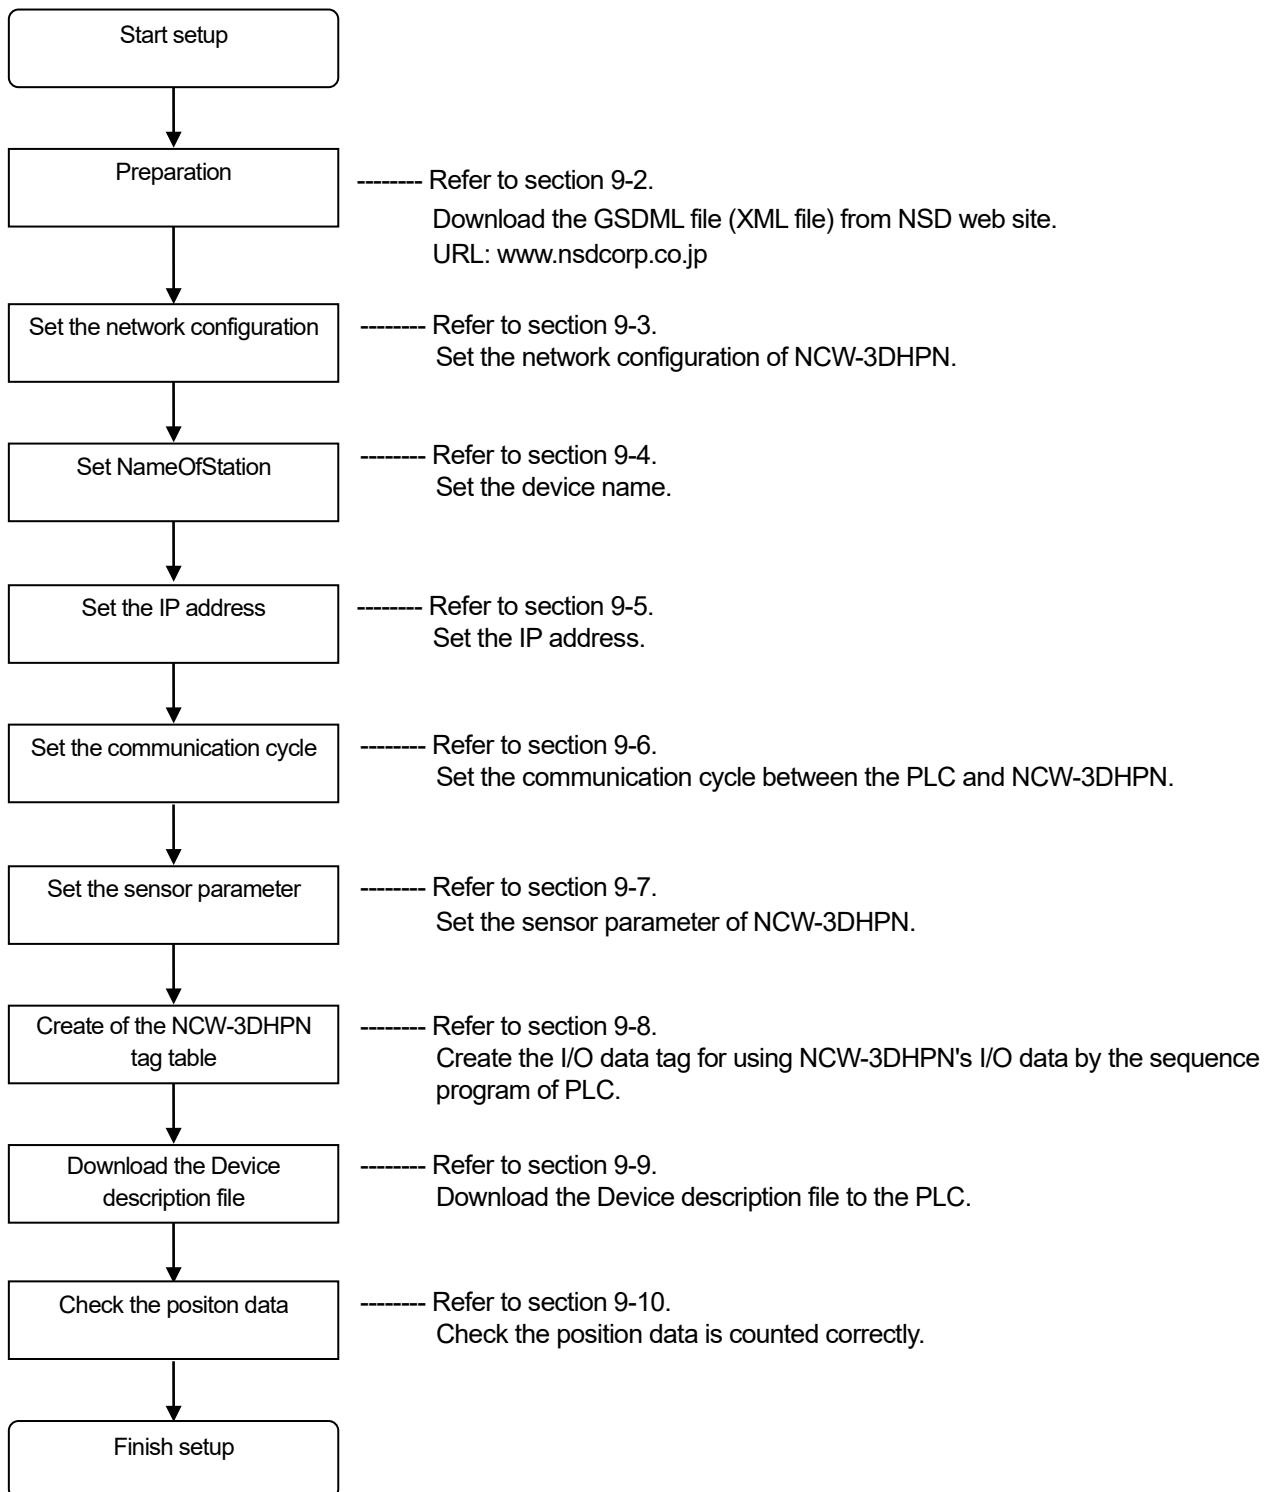 Start setup
Preparation
-------- Refer to section 9-2.
Download the GSDML file (XML file) from NSD web site.
URL: www.nsdcorp.co.jp
Set the network configuration
-------- Refer to section 9-3.
Set the network configuration of NCW-3DHPN.
Set NameOfStation
-------- Refer to section 9-4.
Set the device name.
Set the IP address
-------- Refer to section 9-5.
Set the IP address.
Set the communication cycle
-------- Refer to section 9-6.
Set the communication cycle between the PLC and NCW-3DHPN.
Set the sensor parameter
-------- Refer to section 9-7.
Set the sensor parameter of NCW-3DHPN.
Create of the NCW-3DHPN
tag table
-------- Refer to section 9-8.
Create the I/O data tag for using NCW-3DHPN's I/O data by the sequence
program of PLC.
Download the Device
description file
-------- Refer to section 9-9.
Download the Device description file to the PLC.
Check the positon data
-------- Refer to section 9-10.
Check the position data is counted correctly.
Finish setup